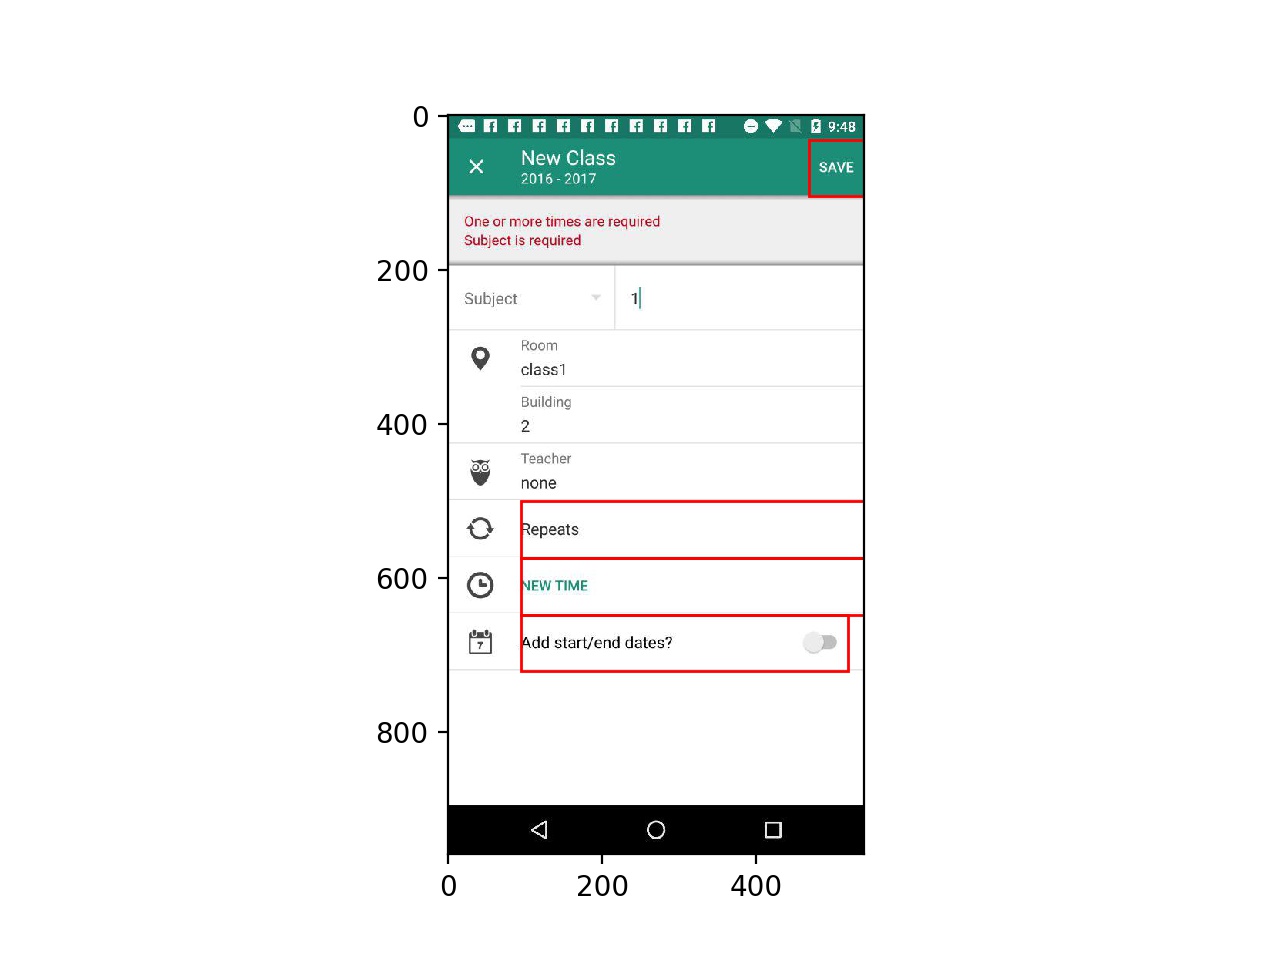 0
9:48
New Class
SAVE
2016 - 2017
One or more times are required
Subject is required
200
Subject
1
Room
class1
Building
400
2
Teacher
none
Repeats
600
NEW TIME
7
Add start/end dates?
800
0
200
400